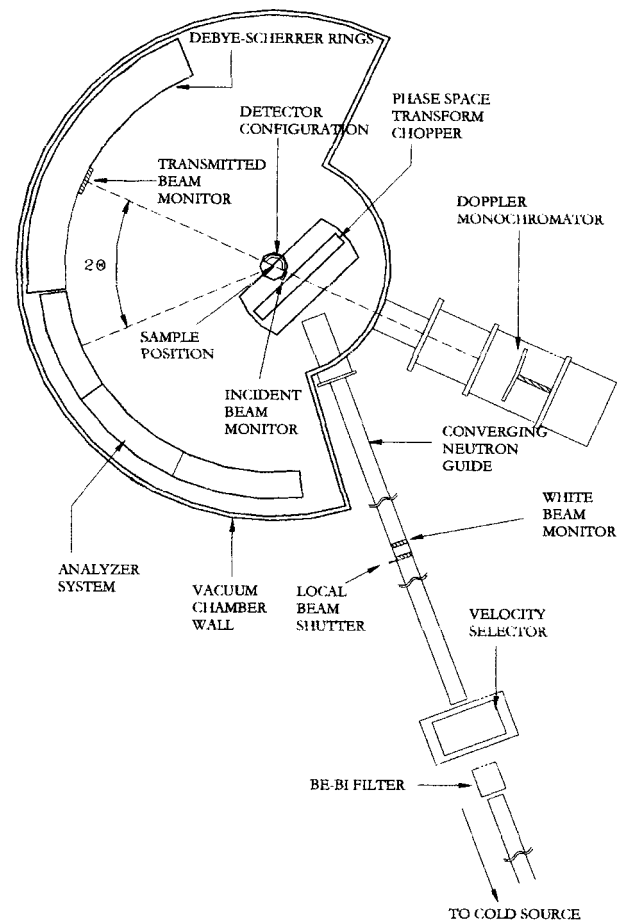 DEBYE-SCHERRER RINGS
DETECTOR
CONFIGURATION
PHASE SPACE
TRANSFORM
CHOPPER
TRANSMITTED
BEAM
MONITOR
DOPPLER
MONOCHROMATOR
2θ
SAMPLE
POSITION
INCIDENT
BEAM
MONITOR
CONVERGING
NEUTRON
GUIDE
WHITE
BEAM
MONITOR
ANALYZER
SYSTEM
VACUUM
CHAMBER
WALL
LOCAL
BEAM
SHUTTER
VELOCITY
SELECTOR
BE-BI FILTER
TO COLD SOURCE